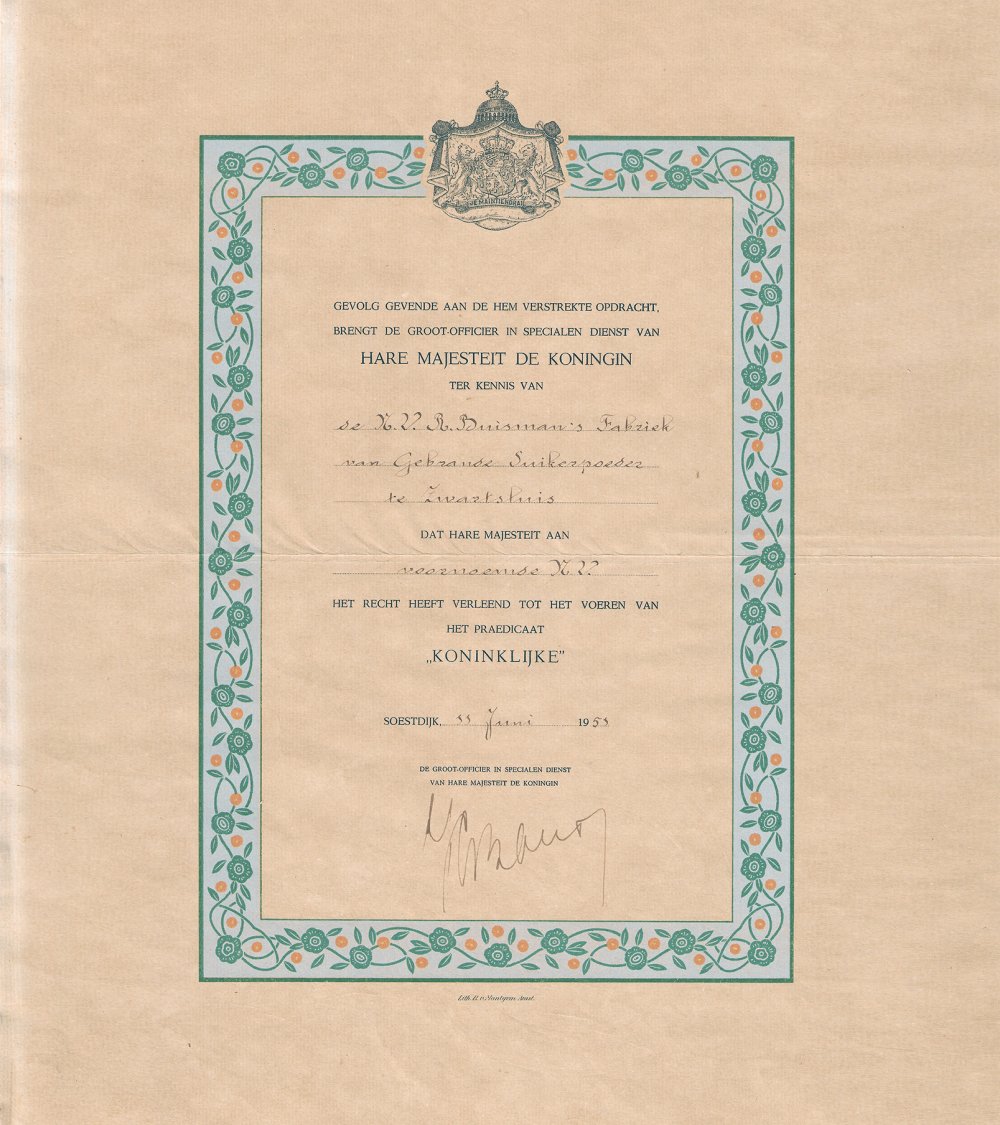 JE MAINTIENDRAI
GEVOLG GEVENDE AAN DE HEM VERSTREKTE OPDRACHT,
BRENGT DE GROOT-OFFICIER IN SPECIALEN DIENST VAN
HARE MAJESTEIT DE KONINGIN
TER KENNIS VAN
de N.V. R. Buisman's Fabriek
van Gebrande Suikerpoeder
te Zwartsluis
DAT HARE MAJESTEIT AAN
voornoemde N.V.
HET RECHT HEEFT VERLEEND TOT HET VOEREN VAN
HET PRAEDICAAT
„KONINKLIJKE”
SOESTDIJK, Juni 195
DE GROOT-OFFICIER IN SPECIALEN DIENST
VAN HARE MAJESTEIT DE KONINGIN
Lith. Amst.